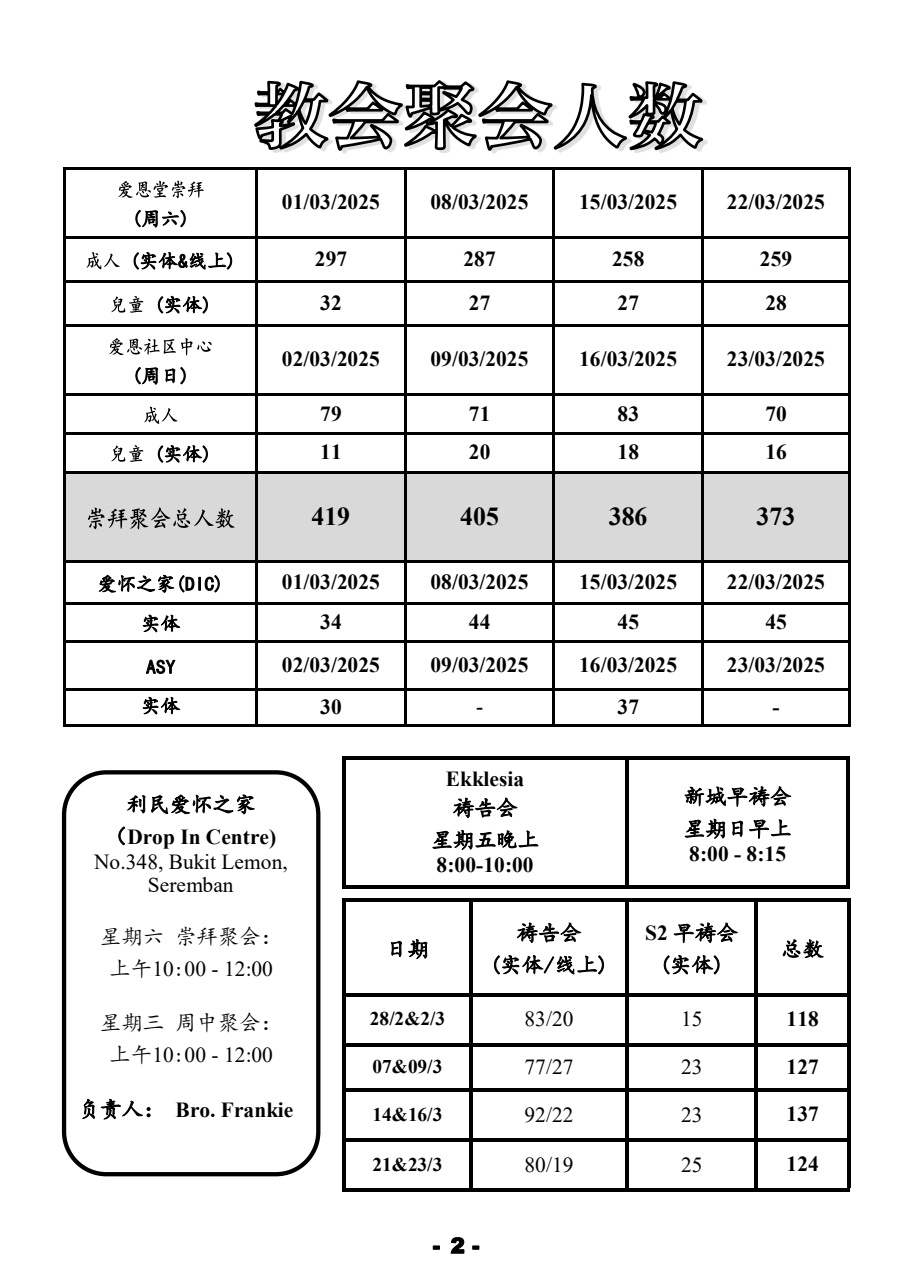 教会聚会人数
爱恩堂崇拜
(周六)
01/03/2025 08/03/2025 15/03/2025 22/03/2025
成人 (实体&线上) 297 287 258 259
兒童 (实体) 32 27 27 28
爱恩社区中心
(周日)
02/03/2025 09/03/2025 16/03/2025 23/03/2025
成人 79 71 83 70
兒童 (实体) 11 20 18 16
崇拜聚会总人数 419 405 386 373
爱怀之家(DIC) 01/03/2025 08/03/2025 15/03/2025 22/03/2025
实体 34 44 45 45
ASY 02/03/2025 09/03/2025 16/03/2025 23/03/2025
实体 30 - 37 -
利民爱怀之家
（Drop In Centre)
No.348, Bukit Lemon,
Seremban
星期六 崇拜聚会：
上午10:00 - 12:00
星期三 周中聚会：
上午10:00 - 12:00
负责人： Bro. Frankie
Ekklesia
祷告会
星期五晚上
8:00-10:00
新城早祷会
星期日早上
8:00 - 8:15
日期
祷告会
(实体/线上)
S2 早祷会
(实体)
总数
28/2&2/3 83/20 15 118
07&09/3 77/27 23 127
14&16/3 92/22 23 137
21&23/3 80/19 25 124
- 2 -